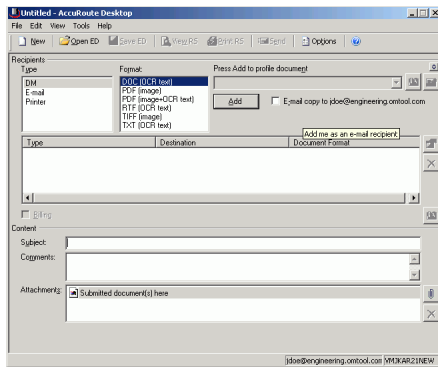 Untitled - AccuRoute Desktop
File Edit View Tools Help
New Open ED Save ED View RS Print RS Send Options
Recipients
Type Format Press Add to profile document
DM
E-mail
Printer
DOC (OCR text)
PDF (image)
PDF (image+OCR text)
RTF (OCR text)
TIFF (image)
TXT (OCR text)
Add E-mail copy to jdoe@engineering.omtool.com
Add me as an e-mail recipient
Type Destination Document Format
Billing
Content
Subject:
Comments:
Attachments: Submitted document(s) here
jdoe@engineering.omtool.com VMJKAR21NEW